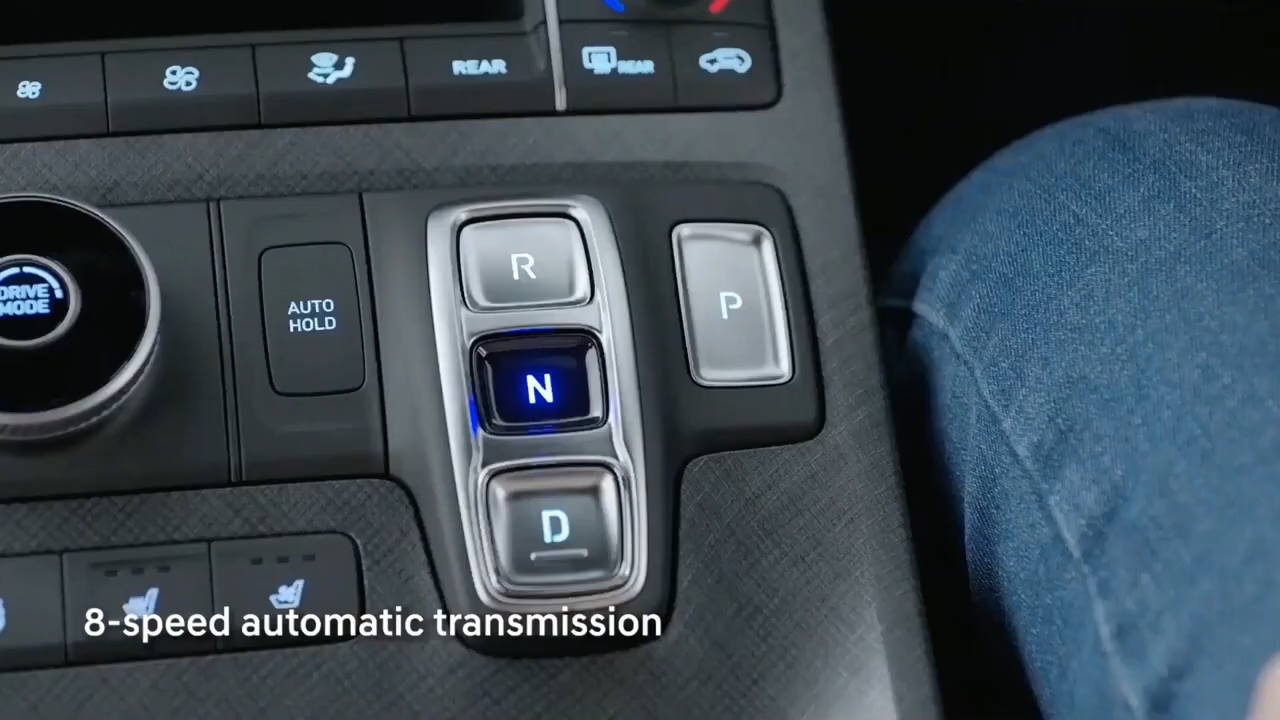 REAR
REAR
DRIVE
MODE
AUTO
HOLD
R
N
D
P
8-speed automatic transmission